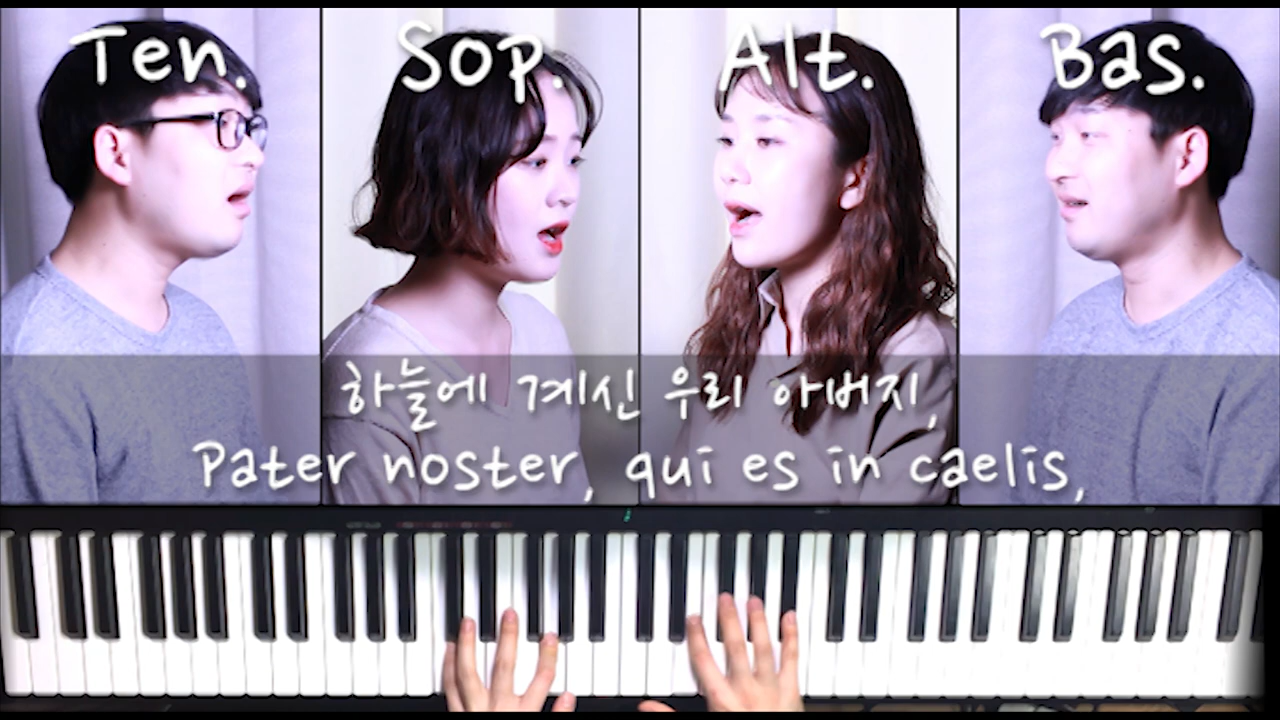 Ten. Sop. Alt. Bas.
하늘에 계신 우리 아버지,
Pater noster, qui es in caelis,